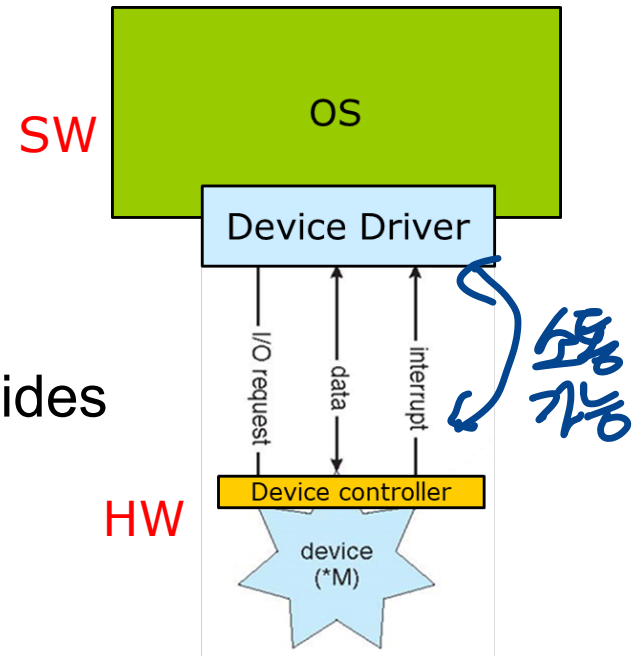 OS
SW
Device Driver
I/O request
data
interrupt
소통
가능
ides
Device controller
HW
device
(*M)